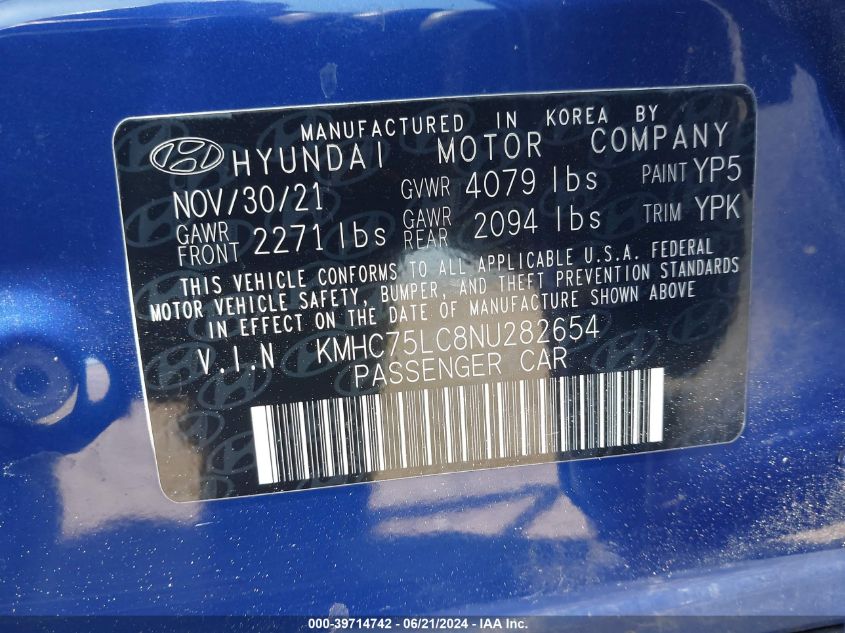 MANUFACTURED IN KOREA BY
HYUNDAI MOTOR COMPANY
NOV/30/21 GVWR 4079 lbs PAINT YP5
GAWR FRONT 2271 lbs GAWR REAR 2094 lbs TRIM YPK
THIS VEHICLE CONFORMS TO ALL APPLICABLE U.S.A. FEDERAL
MOTOR VEHICLE SAFETY, BUMPER, AND THEFT PREVENTION STANDARDS
IN EFFECT ON THE DATE OF MANUFACTURE SHOWN ABOVE
V.I.N KMHC75LC8NU282654
PASSENGER CAR
000-39714742 - 06/21/2024 - IAA Inc.